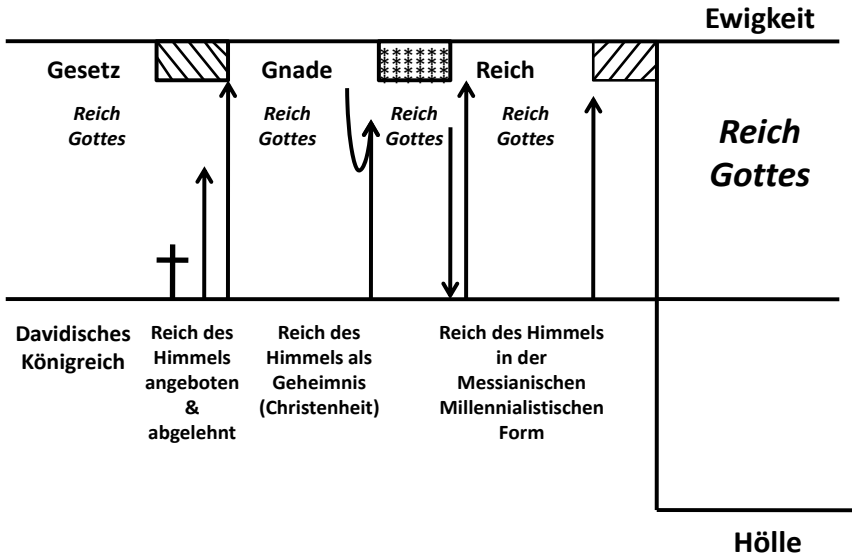 Ewigkeit
Gesetz
Gnade
Reich
Reich
Gottes
Reich
Gottes
Reich
Gottes
Reich
Gottes
Reich
Gottes
Davidisches
Königreich
Reich des
Himmels
angeboten
&
abgelehnt
Reich des
Himmels als
Geheimnis
(Christenheit)
Reich des Himmels
in der
Messianischen
Millennialistischen
Form
Hölle